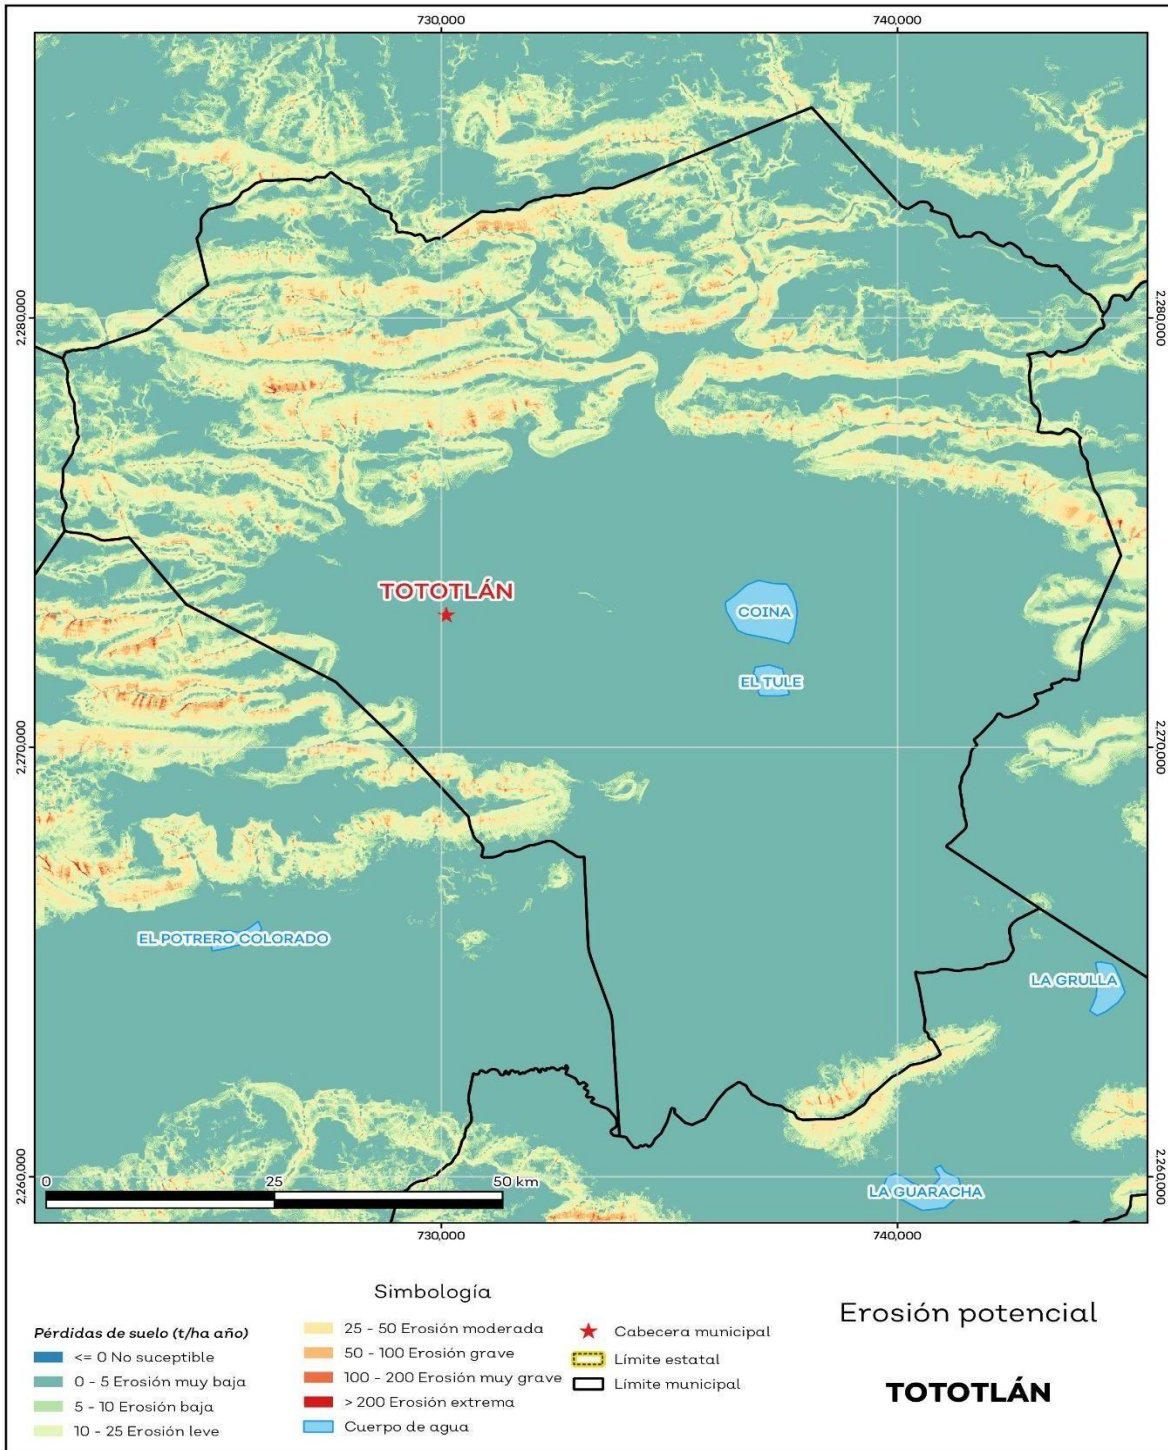 730,000
740,000
2,280,000
2,280,000
TOTOTLÁN
COINA
EL TULE
2,270,000
2,270,000
EL POTRERO COLORADO
LA GRULLA
LA GUARACHA
2,260,000
2,260,000
0 25 50 km
730,000
740,000
Simbología
Pérdidas de suelo (t/ha año)
<= 0 No suceptible
0 - 5 Erosión muy baja
5 - 10 Erosión baja
10 - 25 Erosión leve
25 - 50 Erosión moderada
50 - 100 Erosión grave
100 - 200 Erosión muy grave
> 200 Erosión extrema
Cuerpo de agua
Cabecera municipal
Límite estatal
Límite municipal
Erosión potencial
TOTOTLÁN